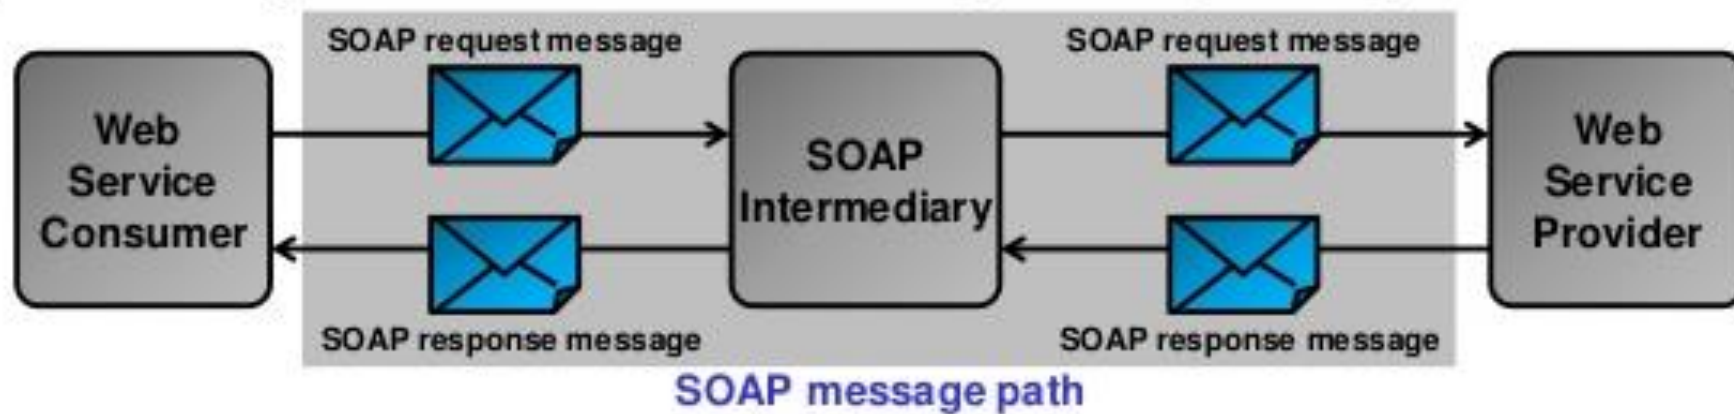 SOAP request message
SOAP request message
Web
Service
Consumer
SOAP
Intermediary
Web
Service
Provider
SOAP response message
SOAP response message
SOAP message path